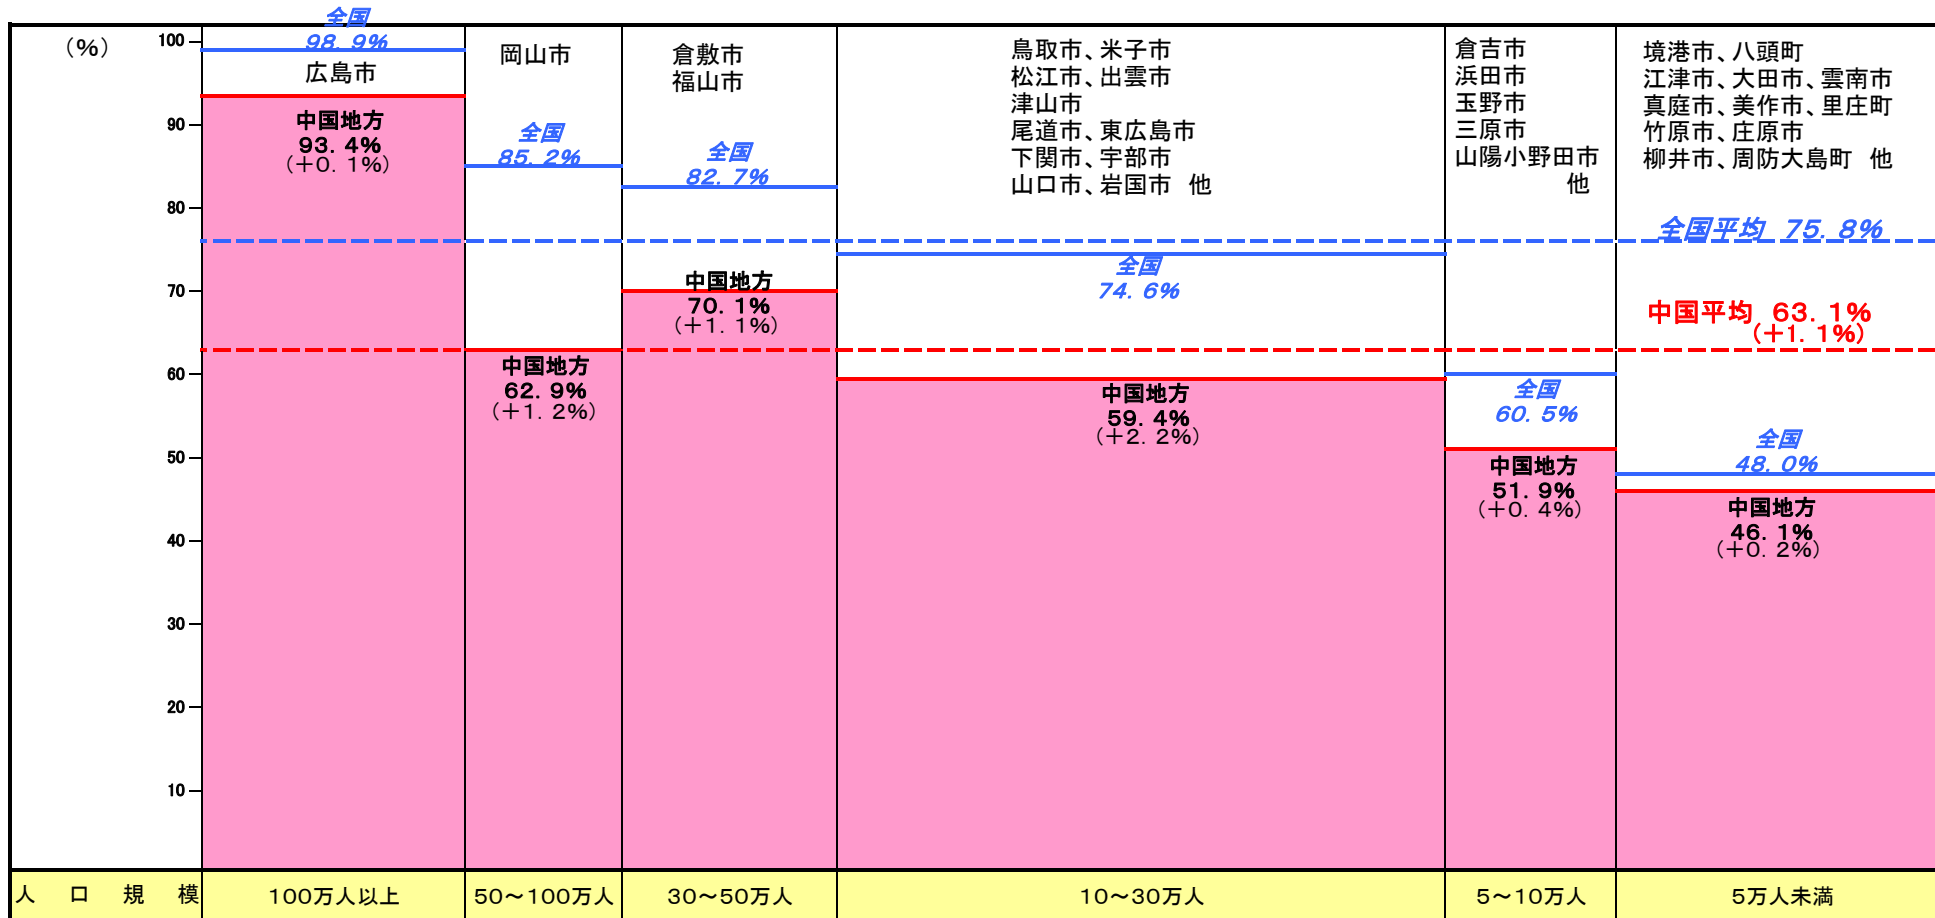 (%)
100
90
80
70
60
50
40
30
20
10
全国
98.9%
広島市
中国地方
93.4%
(+0.1%)
岡山市
全国
85.2%
中国地方
62.9%
(+1.2%)
倉敷市
福山市
全国
82.7%
中国地方
70.1%
(+1.1%)
鳥取市、米子市
松江市、出雲市
津山市
尾道市、東広島市
下関市、宇部市
山口市、岩国市 他
全国
74.6%
中国地方
59.4%
(+2.2%)
倉吉市
浜田市
玉野市
三原市
山陽小野田市
他
全国
60.5%
中国地方
51.9%
(+0.4%)
境港市、八頭町
江津市、大田市、雲南市
真庭市、美作市、里庄町
竹原市、庄原市
柳井市、周防大島町 他
全国平均 75.8%
中国平均 63.1%
(+1.1%)
全国
48.0%
中国地方
46.1%
(+0.2%)
人口規模 100万人以上 50～100万人 30～50万人 10～30万人 5～10万人 5万人未満